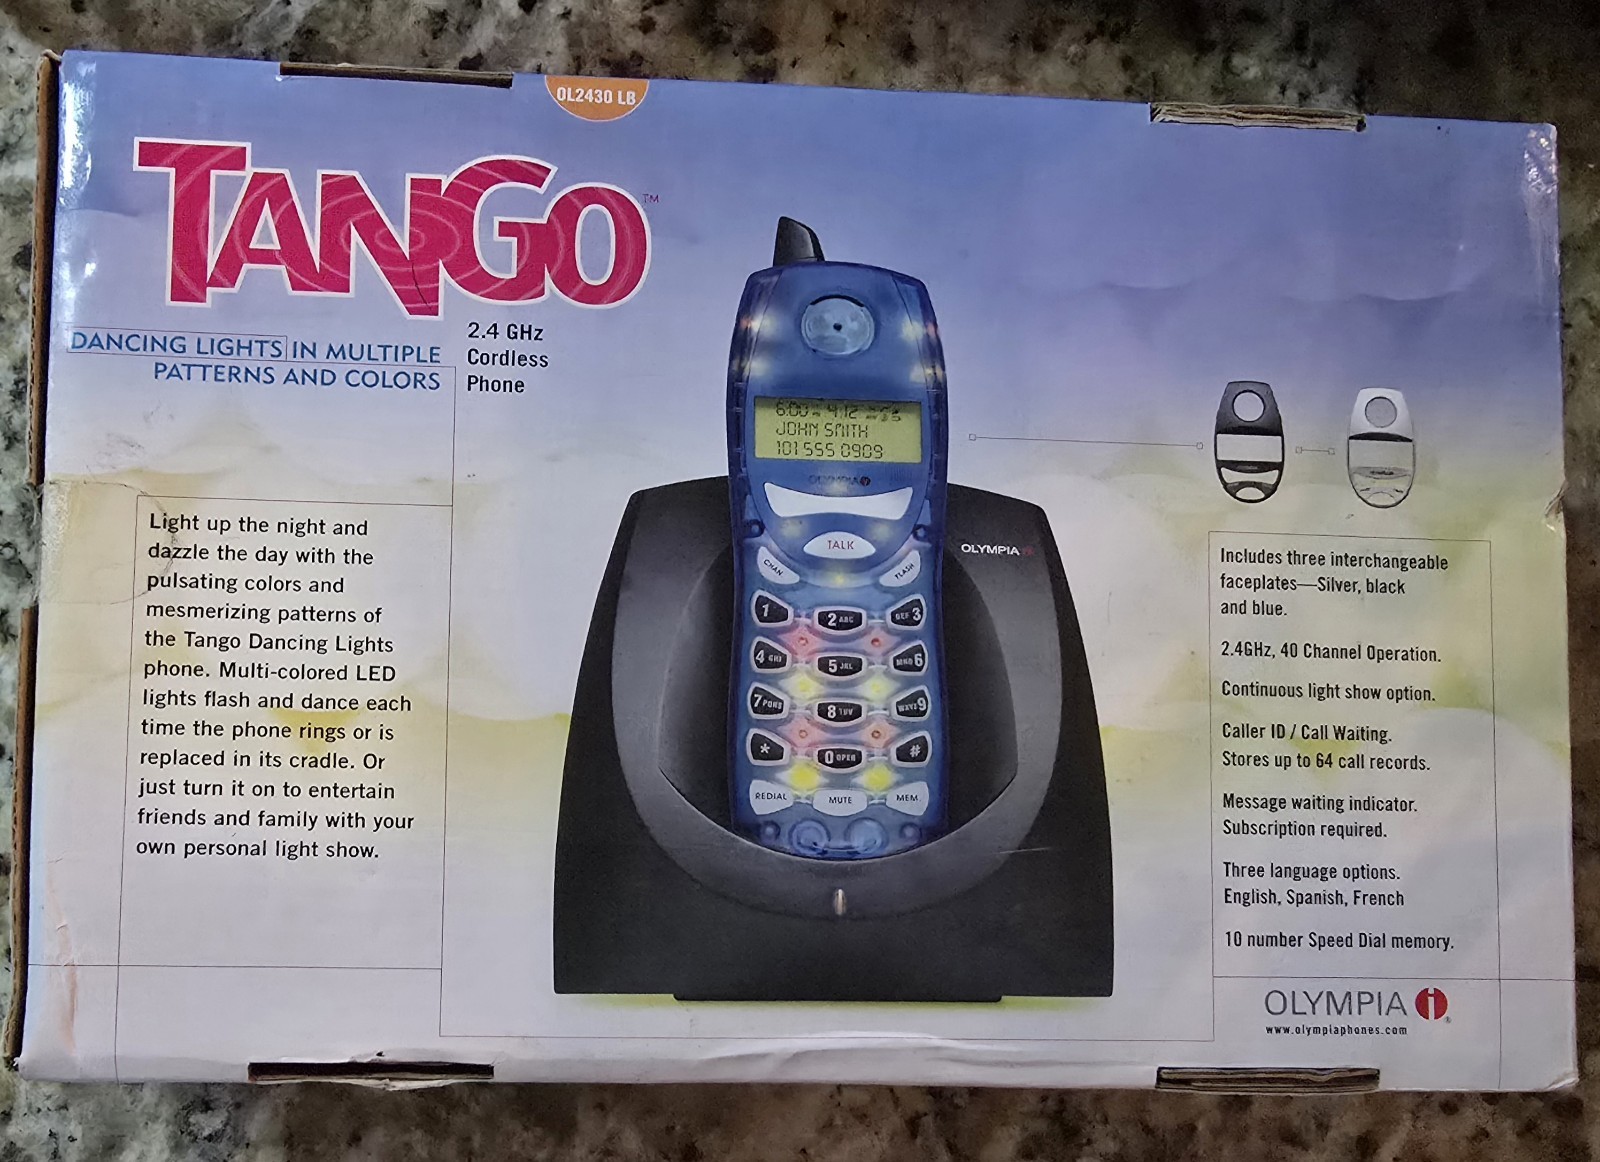 OL2430 LB
TANGO™
DANCING LIGHTS IN MULTIPLE
PATTERNS AND COLORS
2.4 GHz
Cordless
Phone
Light up the night and
dazzle the day with the
pulsating colors and
mesmerizing patterns of
the Tango Dancing Lights
phone. Multi-colored LED
lights flash and dance each
time the phone rings or is
replaced in its cradle. Or
just turn it on to entertain
friends and family with your
own personal light show.
6:00 4:12
JOHN SMITH
101 555 0909
OLYMPIA
TALK
CHAN
FLASH
1
2 ABC
DEF 3
4 GHI
5 JKL
MNO 6
7 PQRS
8 TUV
WXYZ 9
*
0 OPER
#
REDIAL
MUTE
MEM.
OLYMPIA
Includes three interchangeable
faceplates—Silver, black
and blue.
2.4GHz, 40 Channel Operation.
Continuous light show option.
Caller ID / Call Waiting.
Stores up to 64 call records.
Message waiting indicator.
Subscription required.
Three language options.
English, Spanish, French
10 number Speed Dial memory.
OLYMPIA i®
www.olympiaphones.com